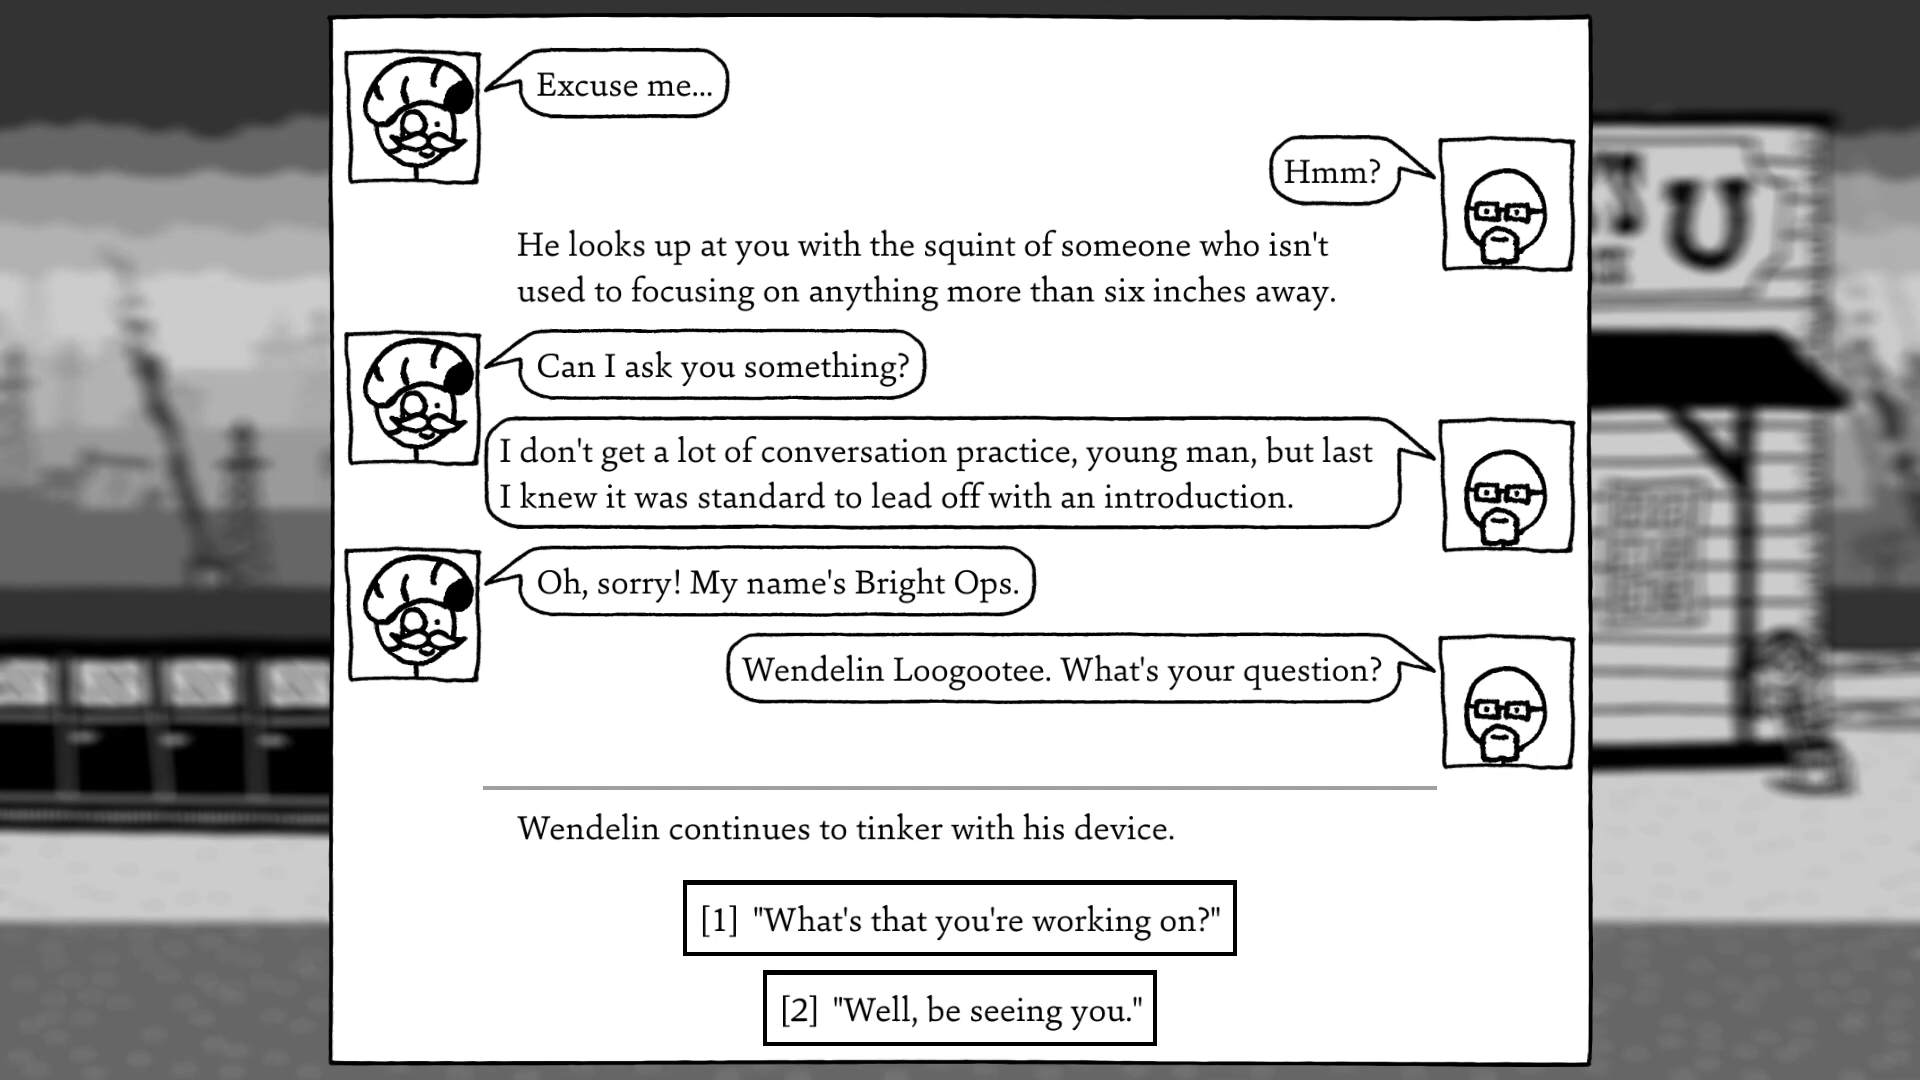 Excuse me...
Hmm?
He looks up at you with the squint of someone who isn't
used to focusing on anything more than six inches away.
Can I ask you something?
I don't get a lot of conversation practice, young man, but last
I knew it was standard to lead off with an introduction.
Oh, sorry! My name's Bright Ops.
Wendelin Loogootee. What's your question?
Wendelin continues to tinker with his device.
[1] "What's that you're working on?"
[2] "Well, be seeing you."